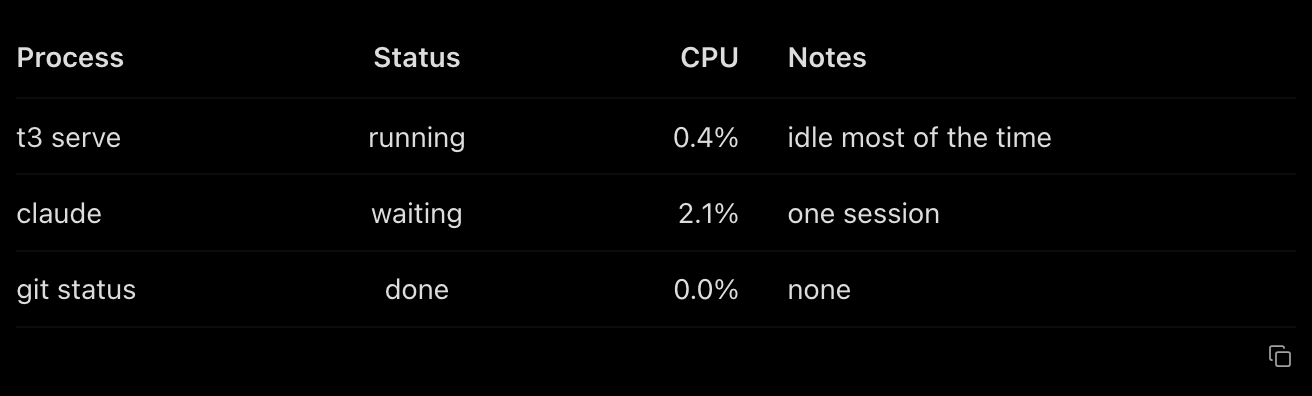 Process Status CPU Notes
t3 serve running 0.4% idle most of the time
claude waiting 2.1% one session
git status done 0.0% none